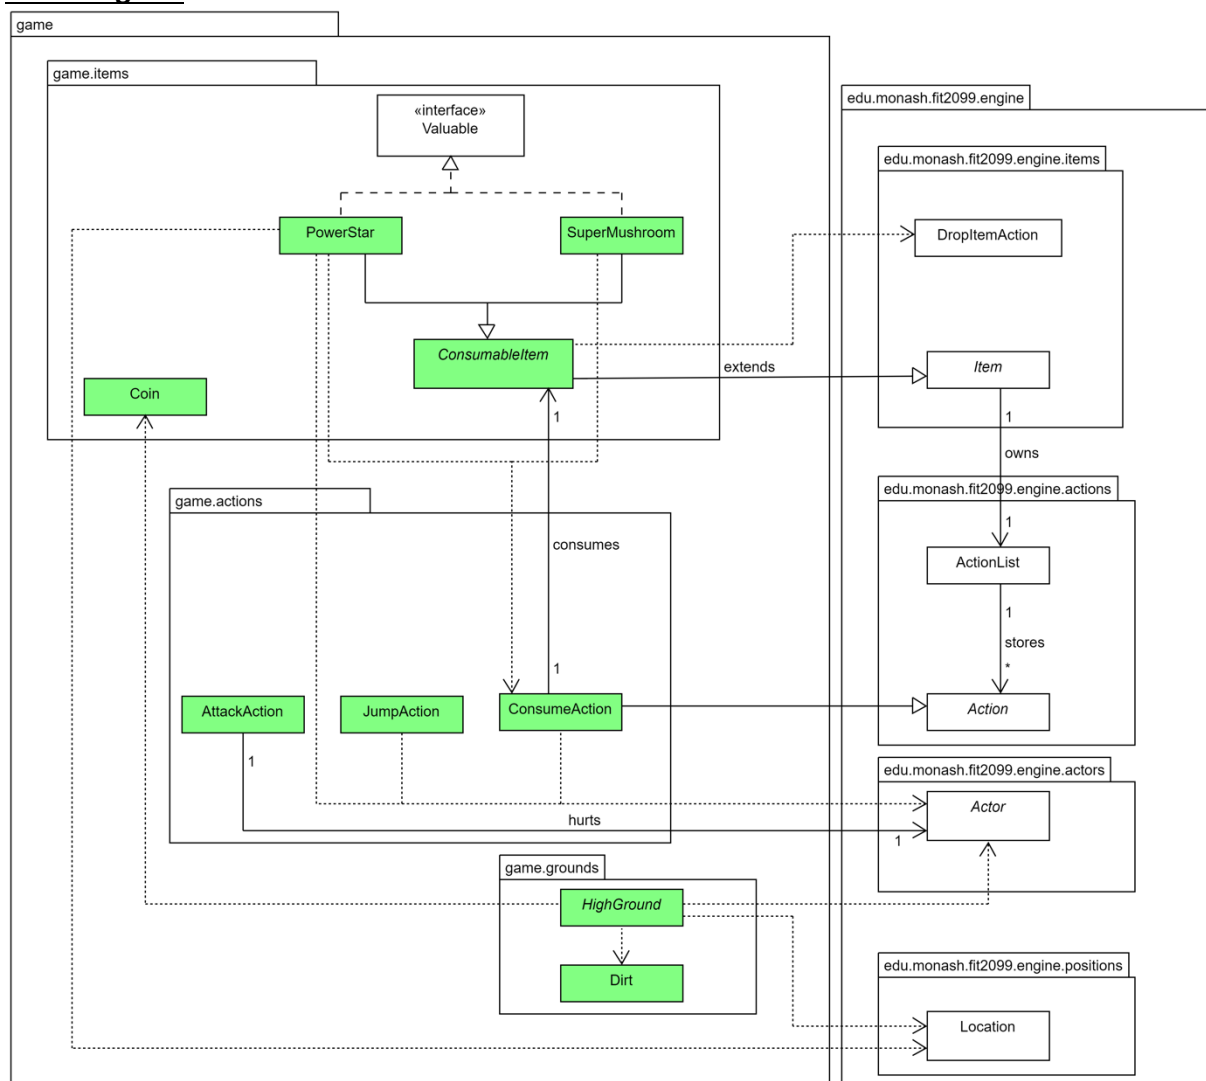 game
game.items
«interface»
Valuable
edu.monash.fit2099.engine
edu.monash.fit2099.engine.items
PowerStar
SuperMushroom
DropItemAction
ConsumableItem
extends
Item
Coin
1
1
owns
game.actions
edu.monash.fit2099.engine.actions
1
consumes
ActionList
1
stores
1
*
AttackAction
JumpAction
ConsumeAction
Action
1
edu.monash.fit2099.engine.actors
Actor
hurts
1
game.grounds
HighGround
Dirt
edu.monash.fit2099.engine.positions
Location